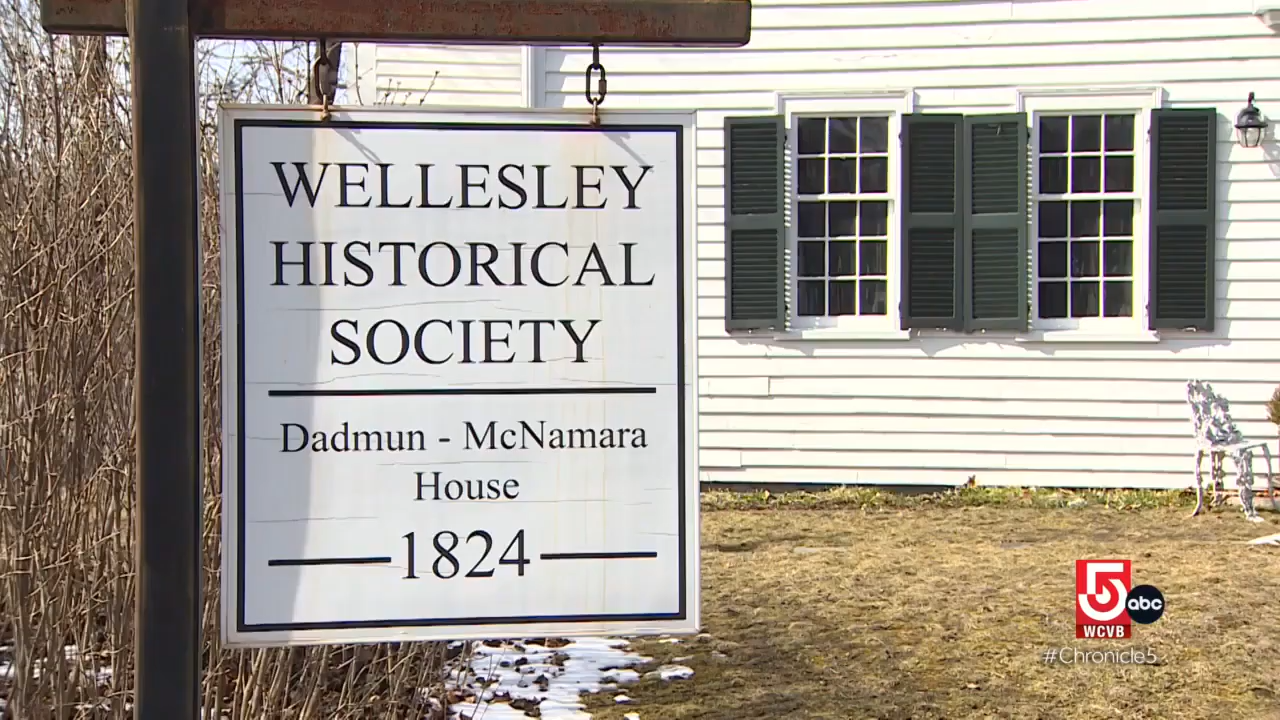 WELLESLEY
HISTORICAL
SOCIETY
Dadmun - McNamara
House
1824
5
abc
WCVB
#Chronicle5